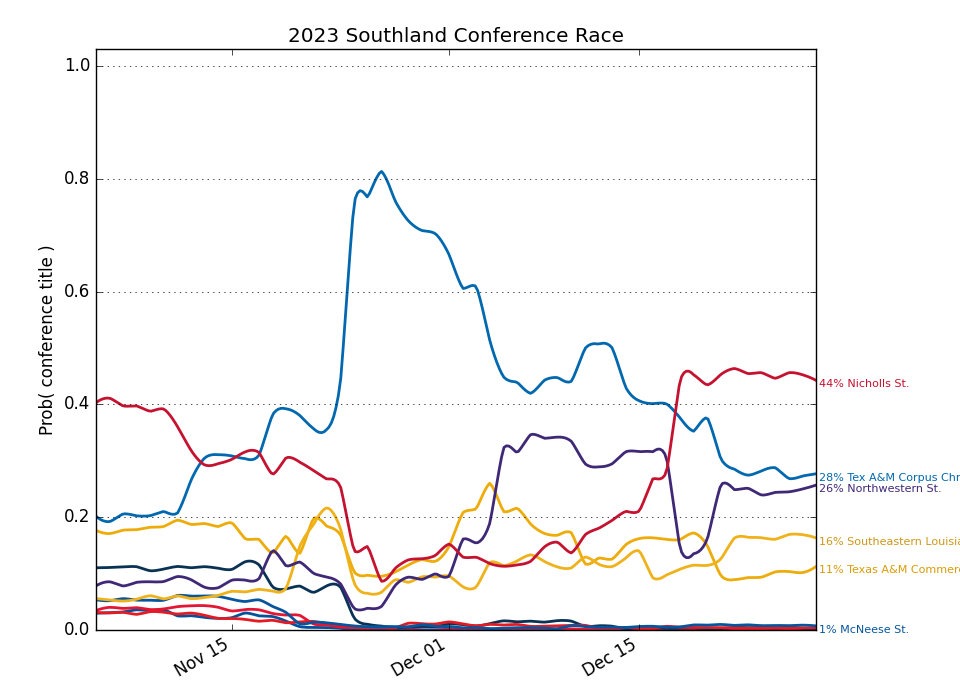 2023 Southland Conference Race
Prob( conference title )
1.0
0.8
0.6
0.4
0.2
0.0
Nov 15
Dec 01
Dec 15
44% Nicholls St.
28% Tex A&M Corpus Chr
26% Northwestern St.
16% Southeastern Louisia
11% Texas A&M Commerc
1% McNeese St.